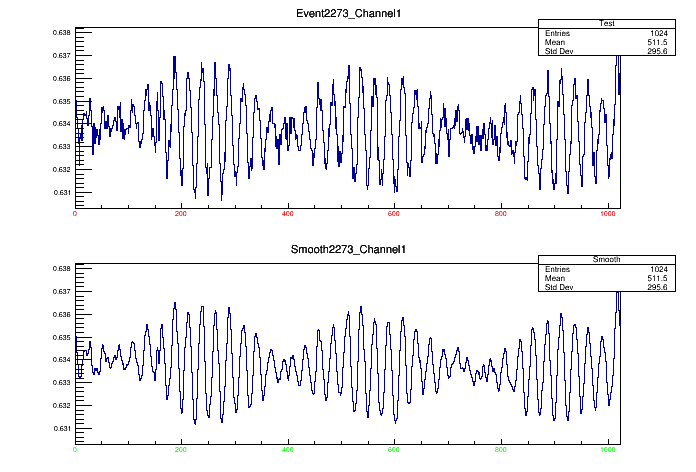 Event2273_Channel1
Test
Entries 1024
Mean 511.5
Std Dev 295.6
0.638
0.637
0.636
0.635
0.634
0.633
0.632
0.631
0 200 400 600 800 1000
Smooth2273_Channel1
Smooth
Entries 1024
Mean 511.5
Std Dev 295.6
0.638
0.637
0.636
0.635
0.634
0.633
0.632
0.631
0 200 400 600 800 1000